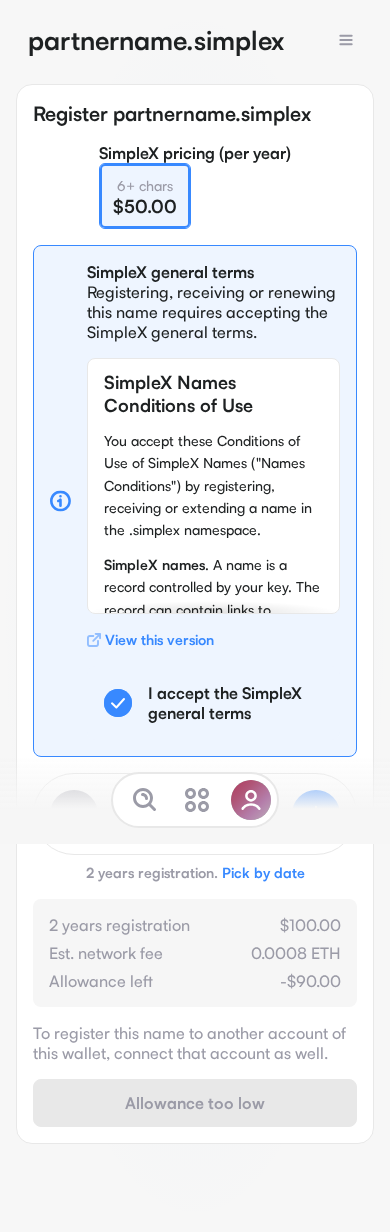 partnername.simplex
Register partnername.simplex
SimpleX pricing (per year)
6+ chars
$50.00
SimpleX general terms
Registering, receiving or renewing
this name requires accepting the
SimpleX general terms.
SimpleX Names
Conditions of Use
You accept these Conditions of
Use of SimpleX Names ("Names
Conditions") by registering,
receiving or extending a name in
the .simplex namespace.
SimpleX names. A name is a
record controlled by your key. The
record can contain links to
View this version
I accept the SimpleX
general terms
2 years registration. Pick by date
2 years registration $100.00
Est. network fee 0.0008 ETH
Allowance left -$90.00
To register this name to another account of
this wallet, connect that account as well.
Allowance too low